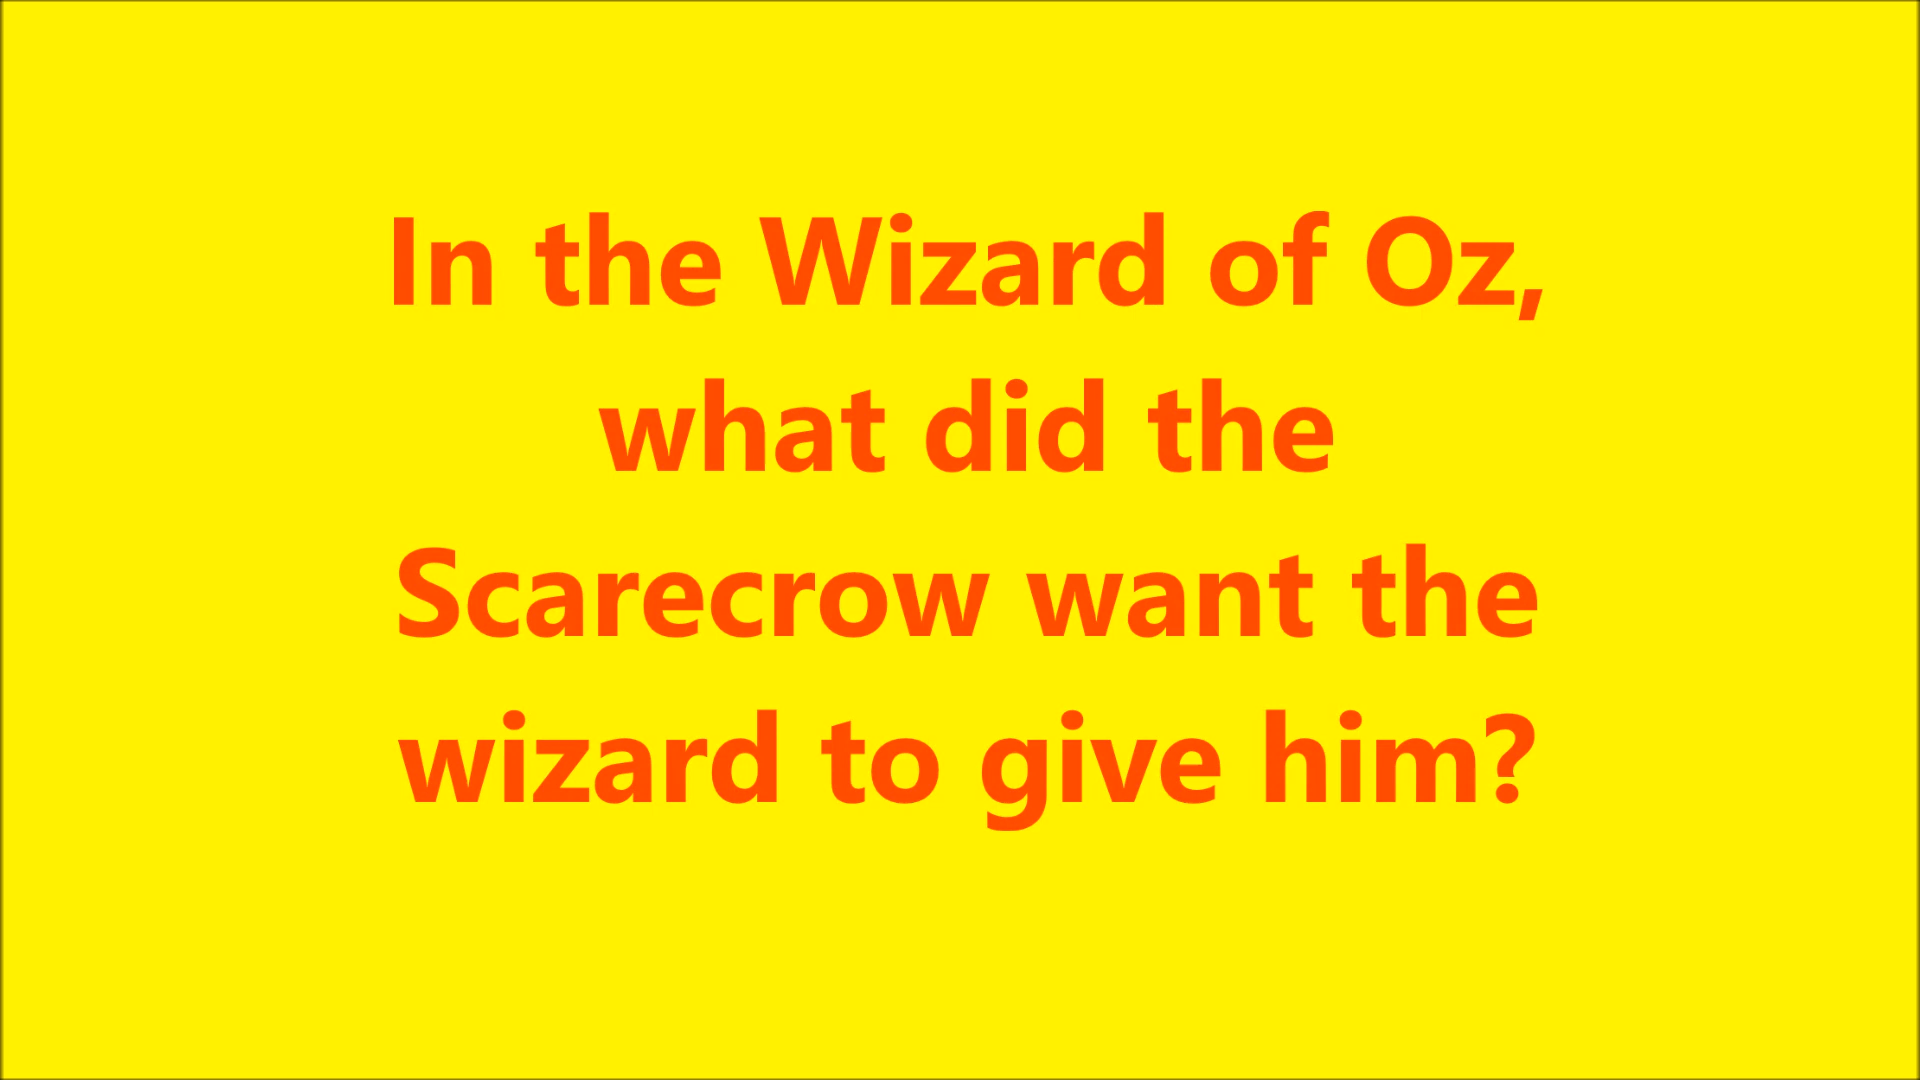 In the Wizard of Oz,
what did the
Scarecrow want the
wizard to give him?